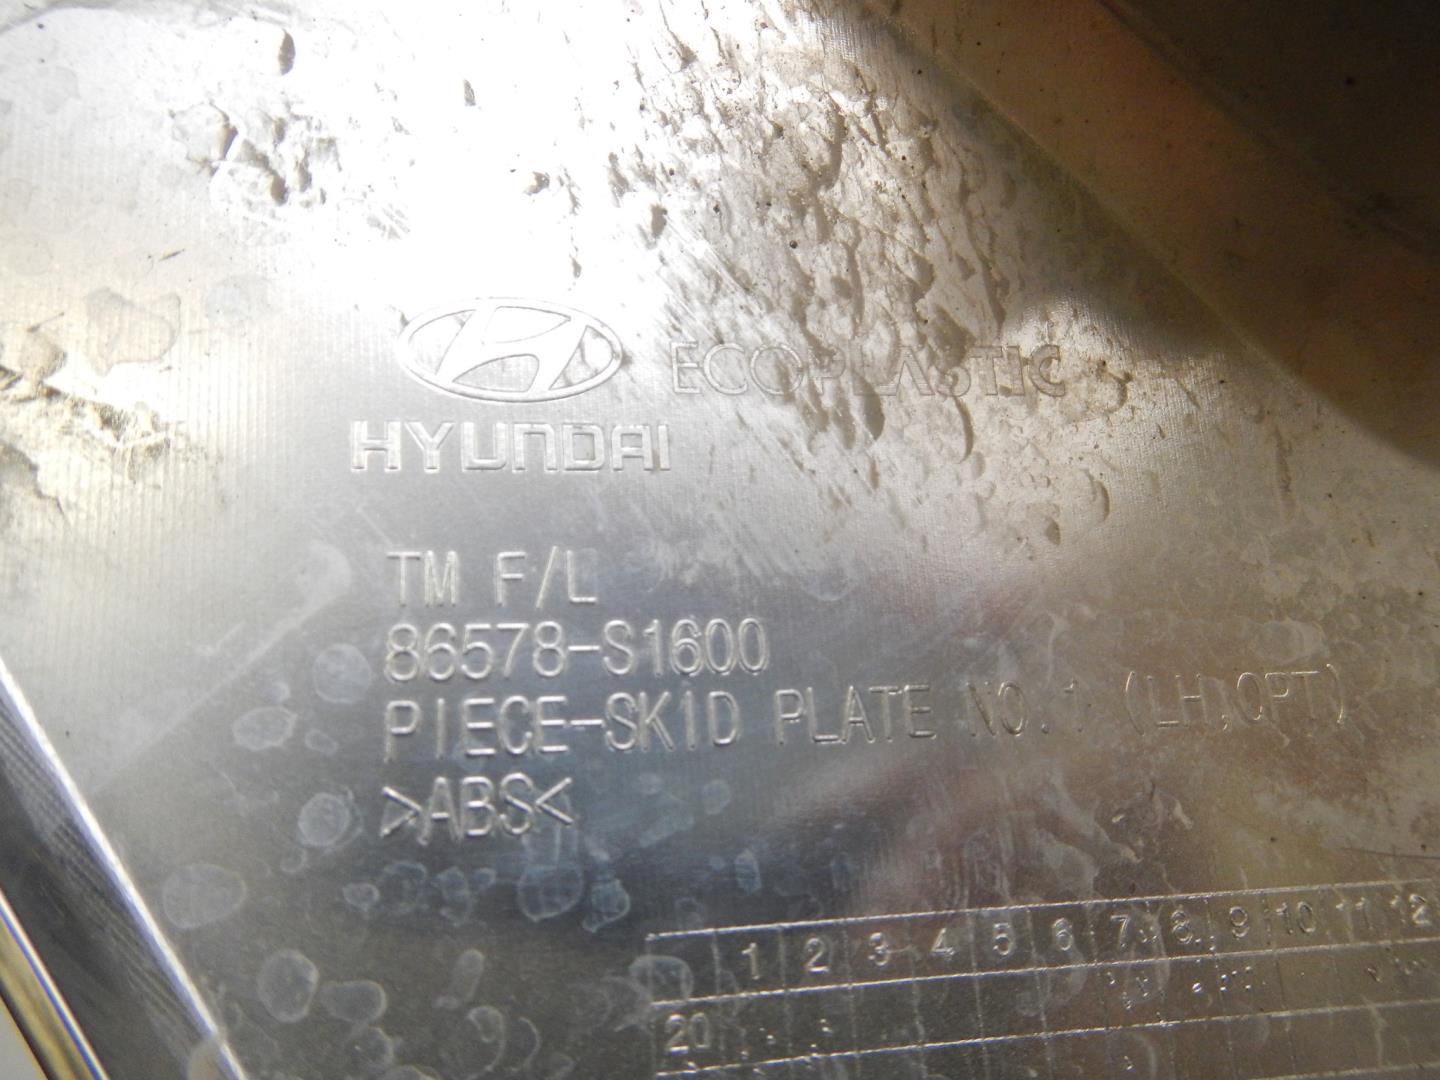 ECOPLASTIC
HYUNDAI
TM F/L
86578-S1600
PIECE-SKID PLATE NO.1 (LH,OPT)
>ABS<
1 2 3 4 5 6 7 8 9 10 11 12
20